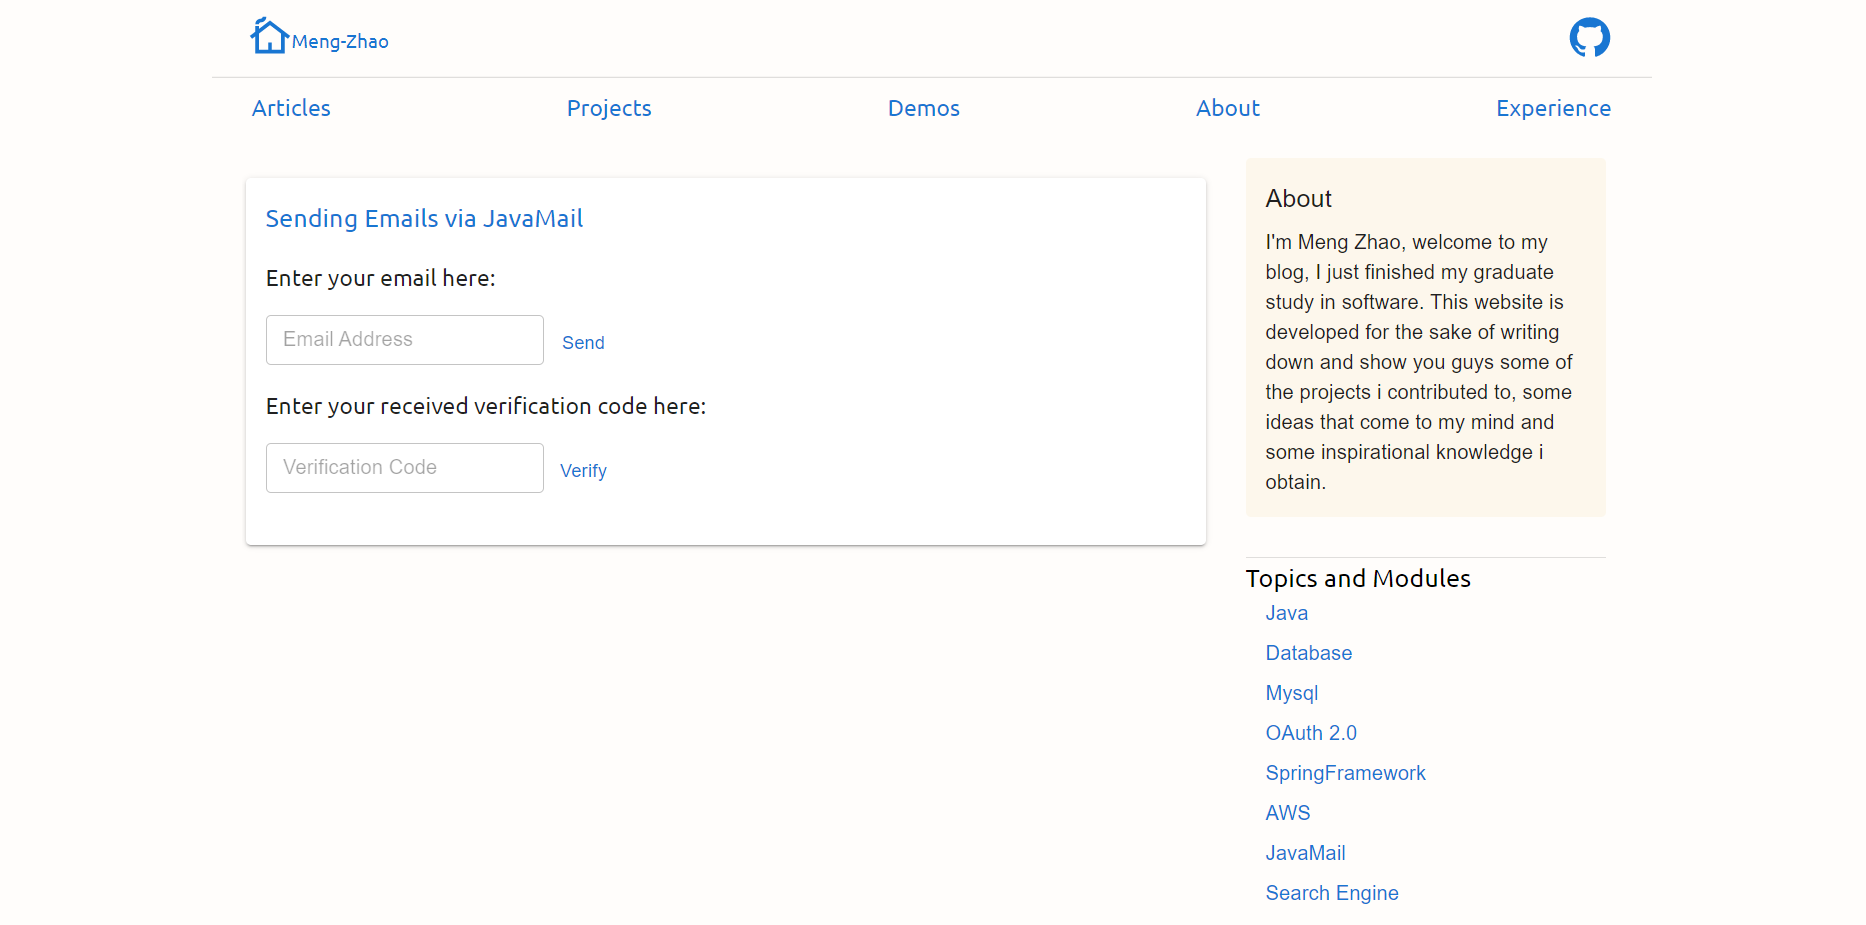 Meng-Zhao
Articles Projects Demos About Experience
Sending Emails via JavaMail
Enter your email here:
Email Address Send
Enter your received verification code here:
Verification Code Verify
About
I'm Meng Zhao, welcome to my
blog, I just finished my graduate
study in software. This website is
developed for the sake of writing
down and show you guys some of
the projects i contributed to, some
ideas that come to my mind and
some inspirational knowledge i
obtain.
Topics and Modules
Java
Database
Mysql
OAuth 2.0
SpringFramework
AWS
JavaMail
Search Engine